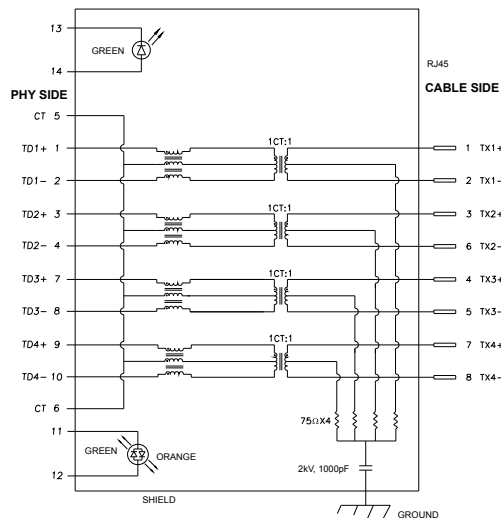 13
GREEN
14
RJ45
PHY SIDE
CABLE SIDE
CT 5
TD1+ 1
1CT:1
1 TX1+
TD1- 2
2 TX1-
TD2+ 3
1CT:1
3 TX2+
TD2- 4
6 TX2-
TD3+ 7
1CT:1
4 TX3+
TD3- 8
5 TX3-
TD4+ 9
1CT:1
7 TX4+
TD4- 10
8 TX4-
CT 6
75ΩX4
11
GREEN
ORANGE
12
2kV, 1000pF
SHIELD
GROUND